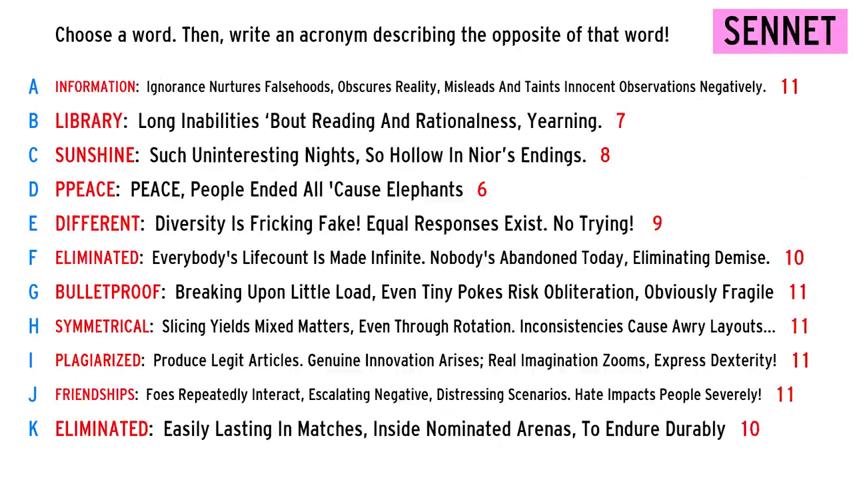 Choose a word. Then, write an acronym describing the opposite of that word!
SENNET
A INFORMATION: Ignorance Nurtures Falsehoods, Obscures Reality, Misleads And Taints Innocent Observations Negatively. 11
B LIBRARY: Long Inabilities ‘Bout Reading And Rationalness, Yearning. 7
C SUNSHINE: Such Uninteresting Nights, So Hollow In Nior’s Endings. 8
D PPEACE: PEACE, People Ended All 'Cause Elephants 6
E DIFFERENT: Diversity Is Fricking Fake! Equal Responses Exist. No Trying! 9
F ELIMINATED: Everybody's Lifecount Is Made Infinite. Nobody's Abandoned Today, Eliminating Demise. 10
G BULLETPROOF: Breaking Upon Little Load, Even Tiny Pokes Risk Obliteration, Obviously Fragile 11
H SYMMETRICAL: Slicing Yields Mixed Matters, Even Through Rotation. Inconsistencies Cause Awry Layouts... 11
I PLAGIARIZED: Produce Legit Articles. Genuine Innovation Arises; Real Imagination Zooms, Express Dexterity! 11
J FRIENDSHIPS: Foes Repeatedly Interact, Escalating Negative, Distressing Scenarios. Hate Impacts People Severely! 11
K ELIMINATED: Easily Lasting In Matches, Inside Nominated Arenas, To Endure Durably 10